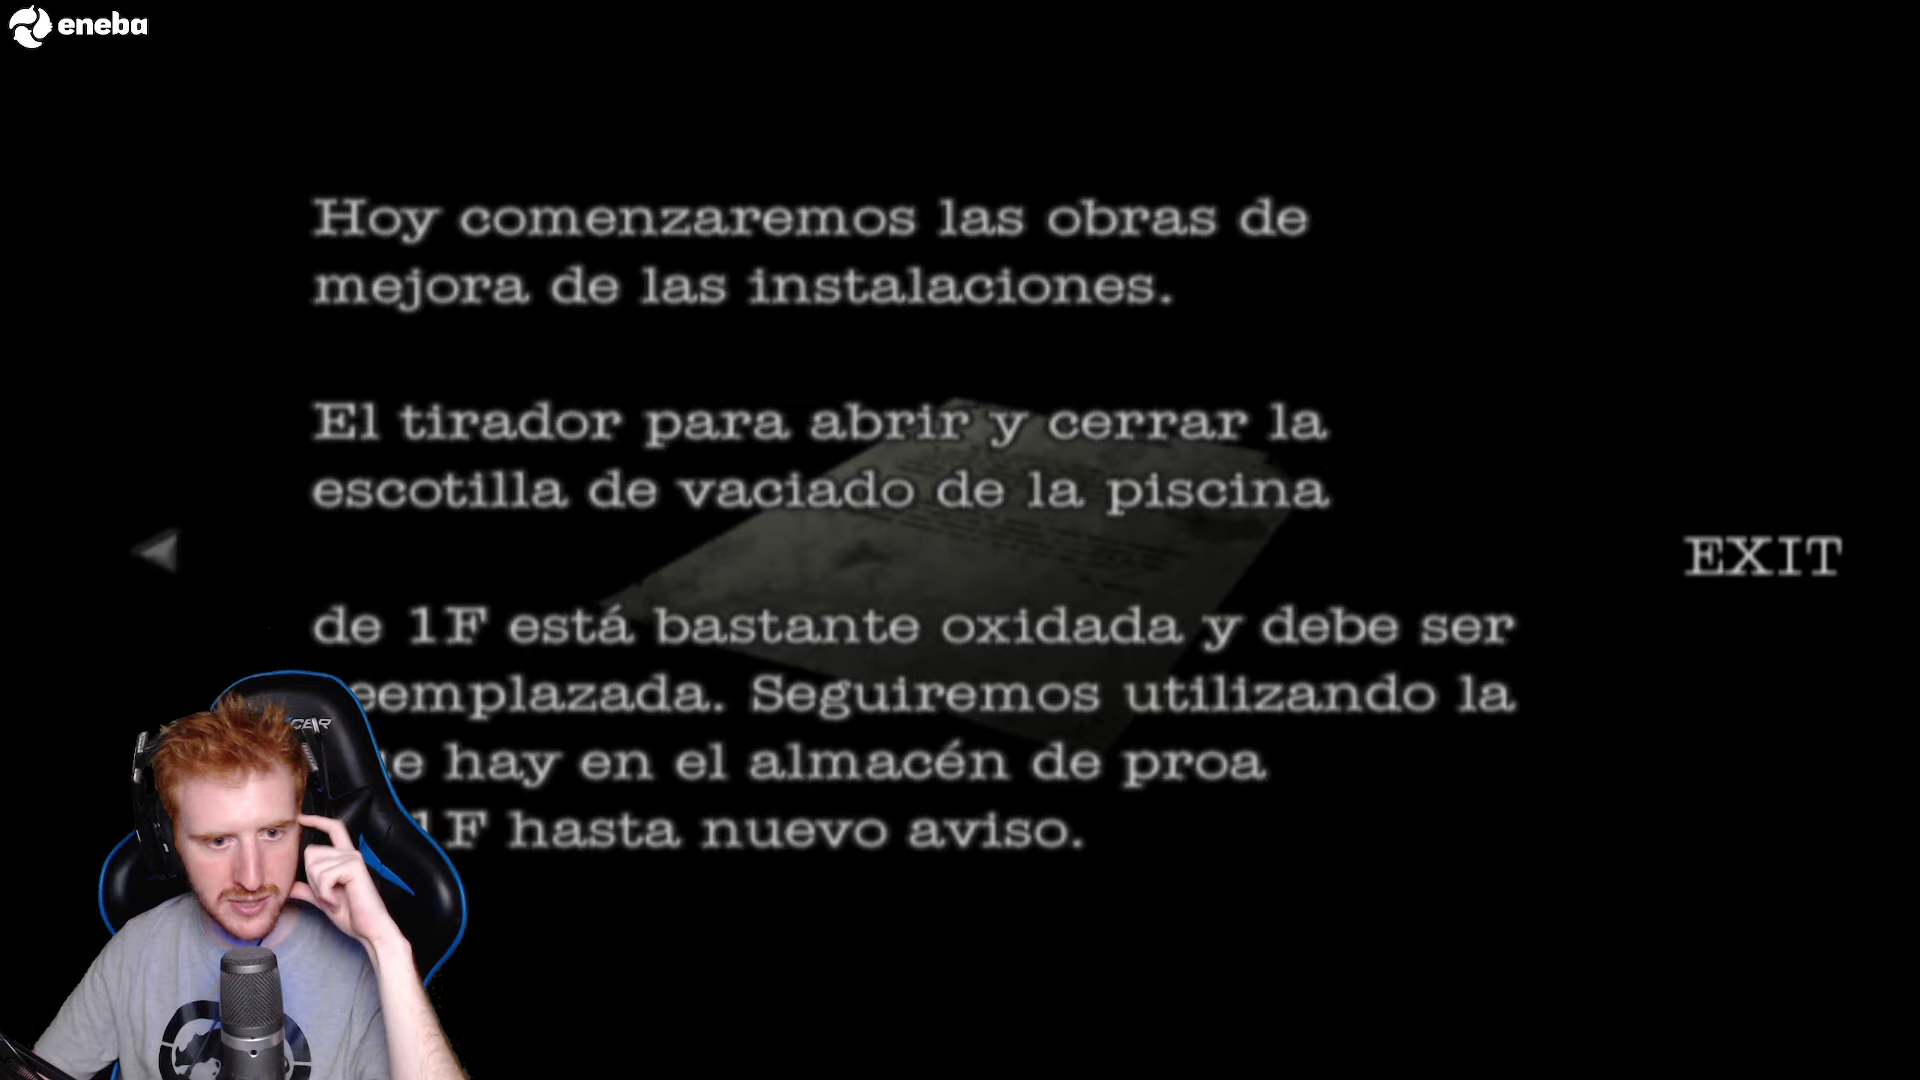 eneba
Hoy comenzaremos las obras de
mejora de las instalaciones.
El tirador para abrir y cerrar la
escotilla de vaciado de la piscina
EXIT
de 1F está bastante oxidada y debe ser
eemplazada. Seguiremos utilizando la
e hay en el almacén de proa
1F hasta nuevo aviso.